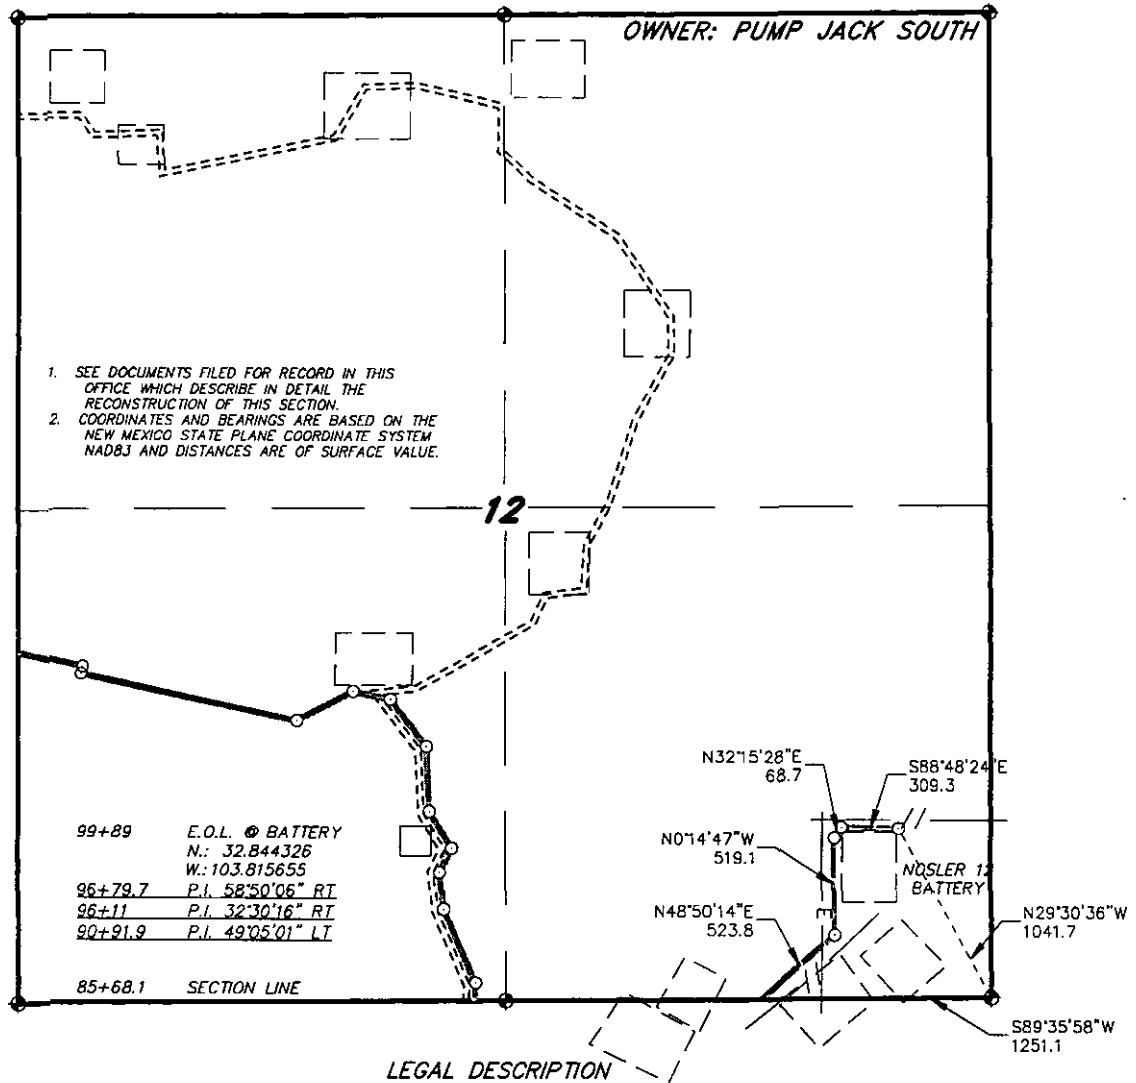 OWNER: PUMP JACK SOUTH
1. SEE DOCUMENTS FILED FOR RECORD IN THIS
OFFICE WHICH DESCRIBE IN DETAIL THE
RECONSTRUCTION OF THIS SECTION.
2. COORDINATES AND BEARINGS ARE BASED ON THE
NEW MEXICO STATE PLANE COORDINATE SYSTEM
NAD83 AND DISTANCES ARE OF SURFACE VALUE.
12
N32°15'28"E
68.7
S88°48'24"E
309.3
N0°14'47"W
519.1
NOSLER 12
BATTERY
N48°50'14"E
523.8
N29°30'36"W
1041.7
S89°35'58"W
1251.1
99+89 E.O.L. @ BATTERY
N.: 32.844326
W.: 103.815655
96+79.7 P.I. 58°50'06" RT
96+11 P.I. 32°30'16" RT
90+91.9 P.I. 49°05'01" LT
85+68.1 SECTION LINE
E
LEGAL DESCRIPTION